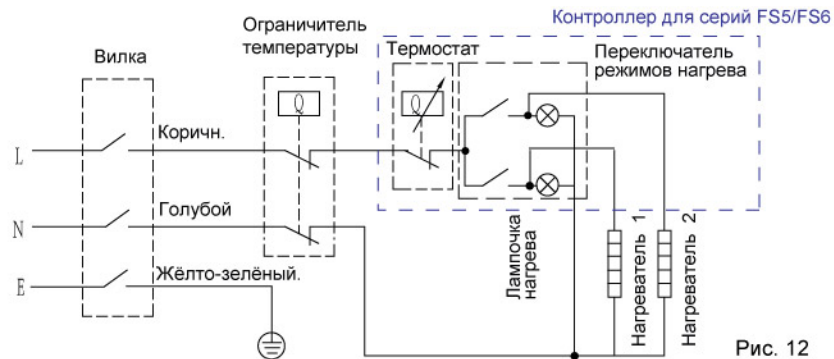 Контроллер для серий FS5/FS6
Ограничитель
температуры
Вилка
Термостат
Переключатель
режимов нагрева
Q
Q
L
Коричн.
N
Голубой
E
Жёлто-зелёный.
Лампочка
нагрева
Нагреватель 1
Нагреватель 2
Рис. 12